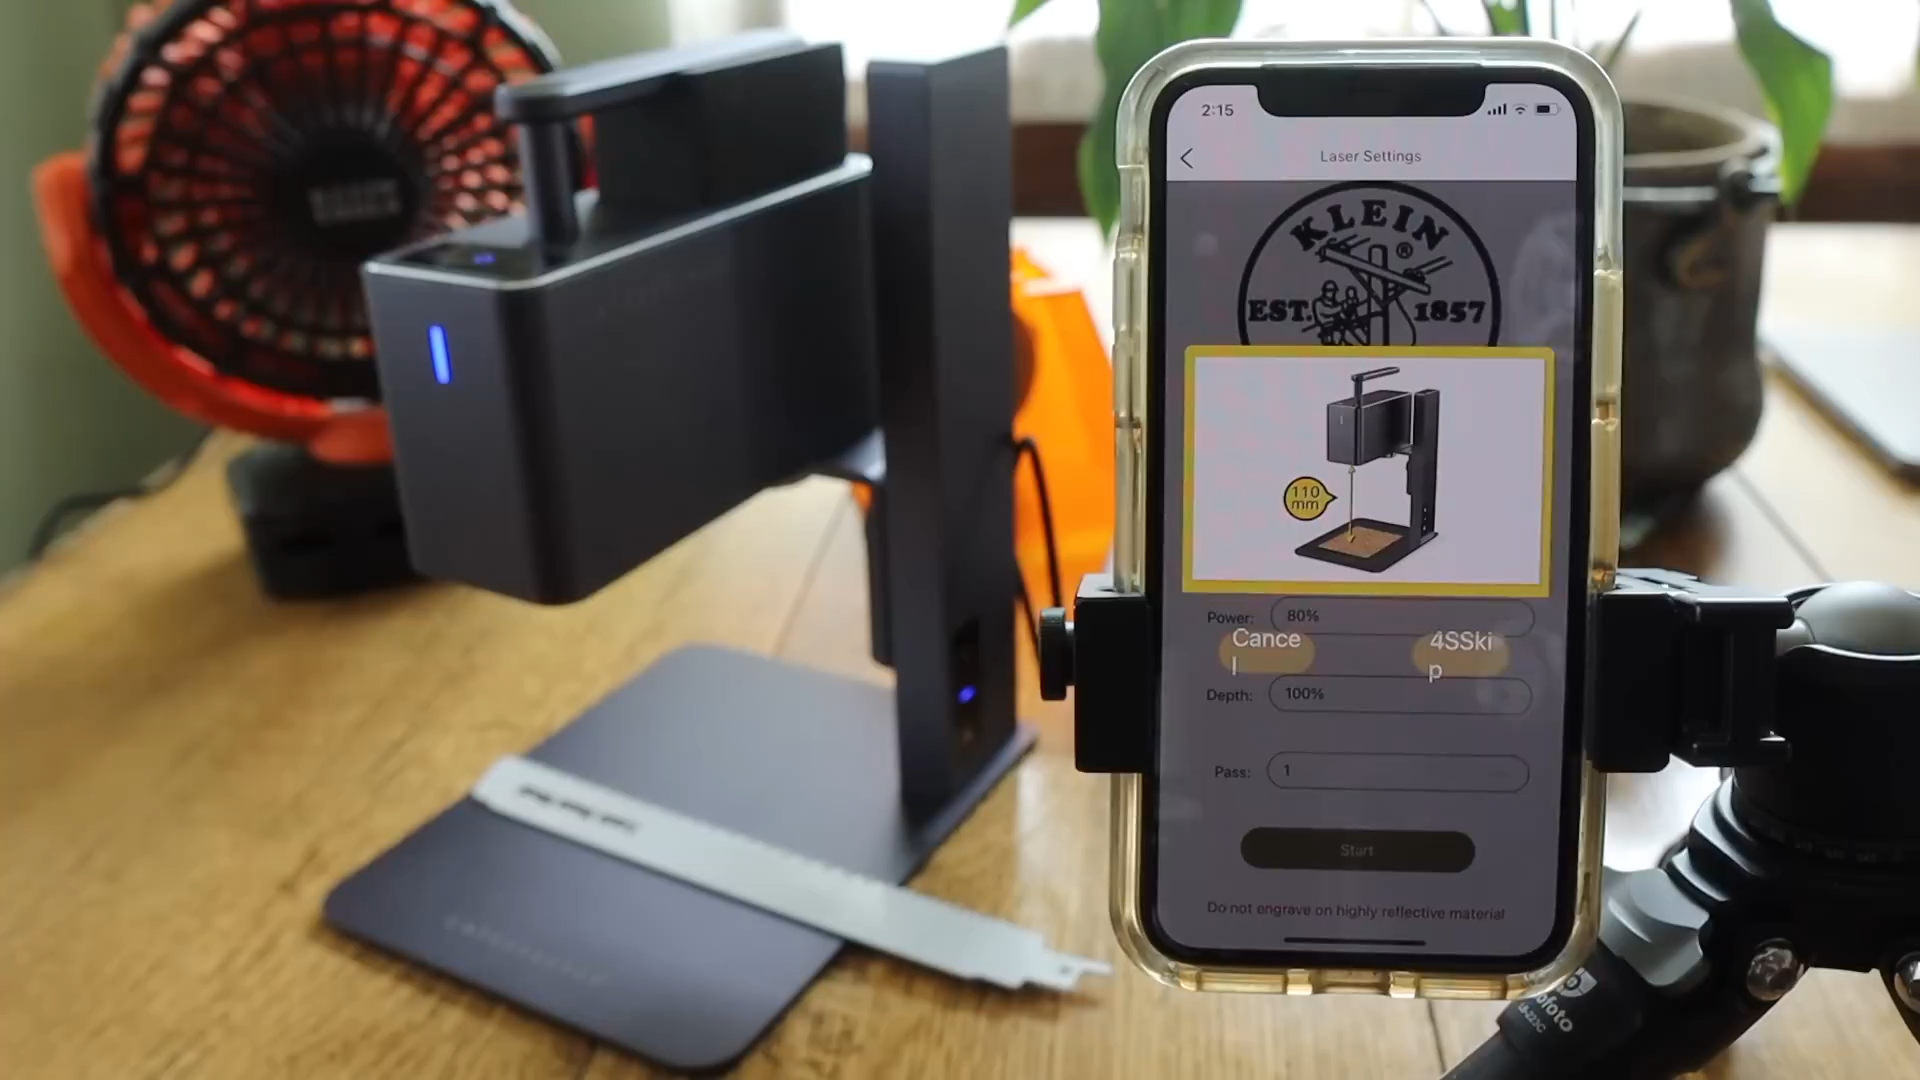 2:15
Laser Settings
KLEIN
®
EST. 1857
110
mm
Power: 80%
Cance
l
4SSki
p
Depth: 100%
Pass: 1
Start
Do not engrave on highly reflective material